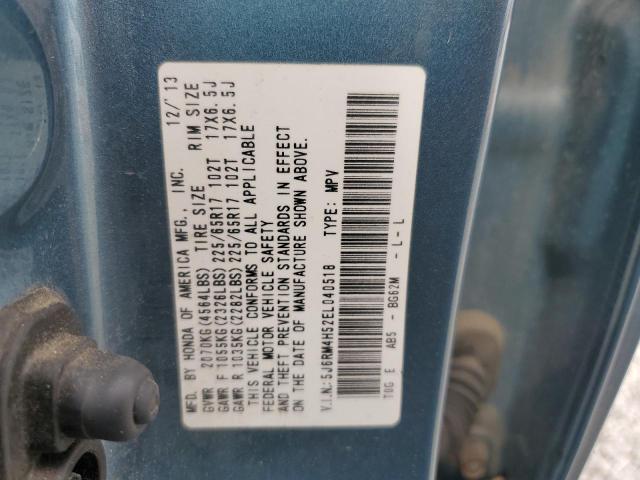 MFD. BY HONDA OF AMERICA MFG., INC. 12/'13
GVWR 2070KG(4564LBS) TIRE SIZE RIM SIZE
GAWR F 1055KG(2326LBS) 225/65R17 102T 17X6.5J
GAWR R 1035KG(2282LBS) 225/65R17 102T 17X6.5J
THIS VEHICLE CONFORMS TO ALL APPLICABLE
FEDERAL MOTOR VEHICLE SAFETY
AND THEFT PREVENTION STANDARDS IN EFFECT
ON THE DATE OF MANUFACTURE SHOWN ABOVE.
V.I.N.: 5J6RM4H52EL040518 TYPE: MPV
T0G E AB5 - BG62M - L - L